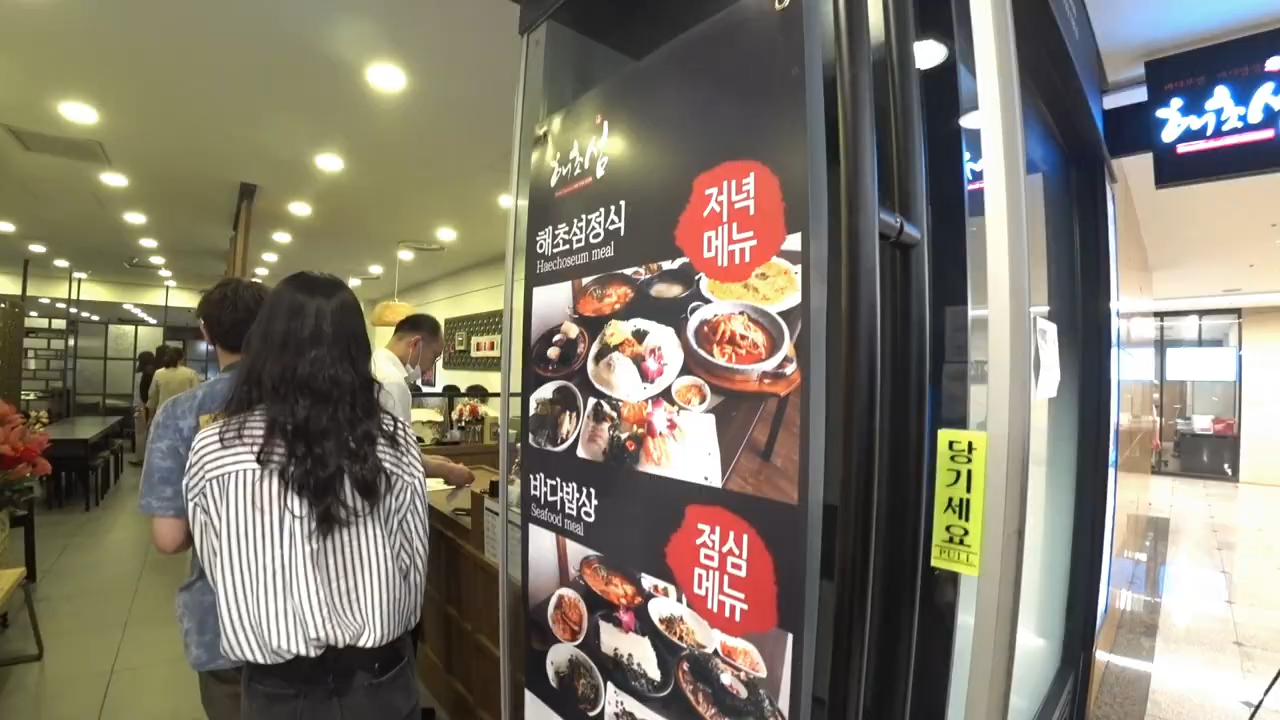 해초섬
해초섬정식
Haechoseum meal
저녁
메뉴
바다밥상
Seafood meal
점심
메뉴
당기세요
PULL
해초섬